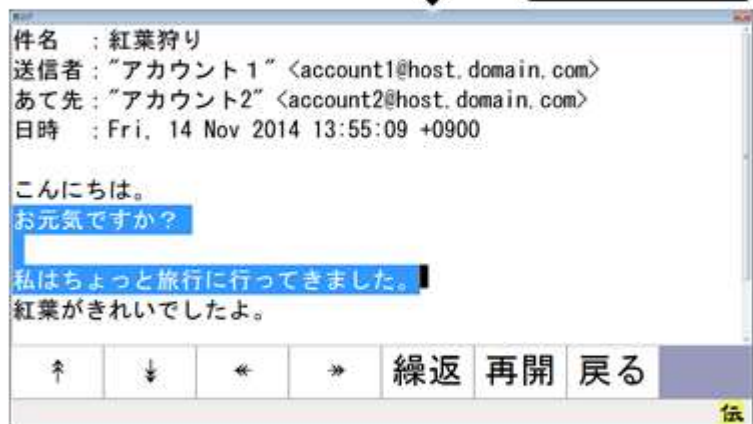 件名　：紅葉狩り
送信者："アカウント１" <account1@host.domain.com>
あて先："アカウント2" <account2@host.domain.com>
日時　：Fri, 14 Nov 2014 13:55:09 +0900
こんにちは。
お元気ですか？
私はちょっと旅行に行ってきました。
紅葉がきれいでしたよ。
↟ ↡ ↞ ↠ 繰返 再開 戻る
伝